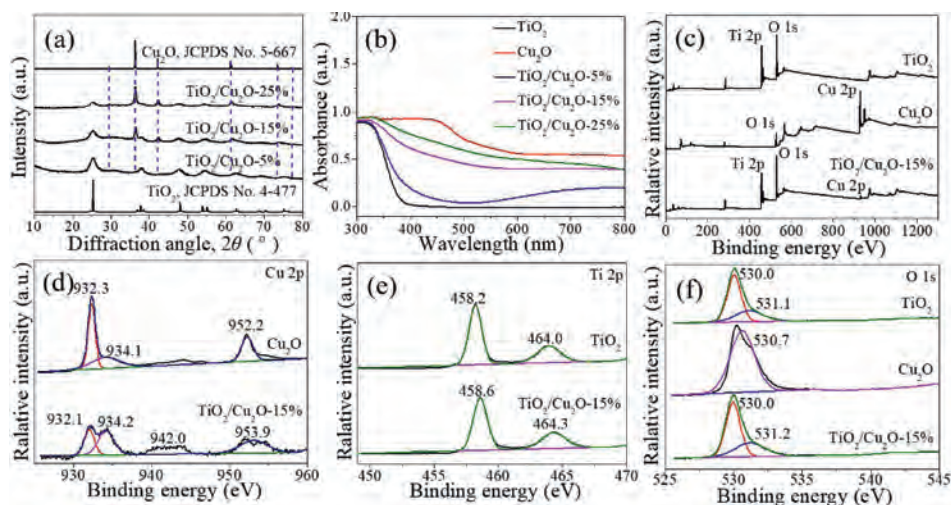 (a)
Cu₂O, JCPDS No. 5-667
TiO₂/Cu₂O-25%
TiO₂/Cu₂O-15%
TiO₂/Cu₂O-5%
TiO₂, JCPDS No. 4-477
Intensity (a.u.)
10 20 30 40 50 60 70 80
Diffraction angle, 2θ ( ° )
(b)
TiO₂
Cu₂O
TiO₂/Cu₂O-5%
TiO₂/Cu₂O-15%
TiO₂/Cu₂O-25%
Absorbance (a.u.)
2.0
1.5
1.0
0.5
0.0
300 400 500 600 700 800
Wavelength (nm)
(c)
Ti 2p
O 1s
TiO₂
Cu 2p
O 1s
Cu₂O
Ti 2p
O 1s
TiO₂/Cu₂O-15%
Cu 2p
Ralative intensity (a.u.)
0 200 400 600 800 1000 1200
Binding energy (eV)
(d)
Cu 2p
932.3
934.1
952.2
Cu₂O
932.1
934.2
942.0
953.9
TiO₂/Cu₂O-15%
Ralative intensity (a.u.)
930 940 950 960
Binding energy (eV)
(e)
Ti 2p
458.2
464.0
TiO₂
458.6
464.3
TiO₂/Cu₂O-15%
Ralative intensity (a.u.)
450 455 460 465 470
Binding energy (eV)
(f)
O 1s
530.0
531.1
TiO₂
530.7
Cu₂O
530.0
531.2
TiO₂/Cu₂O-15%
Ralative intensity (a.u.)
525 530 535 540 545
Binding energy (eV)